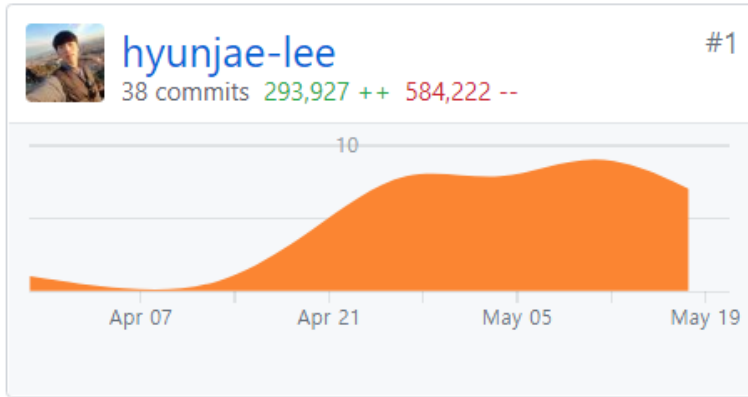 hyunjae-lee
#1
38 commits 293,927 ++ 584,222 --
10
Apr 07 Apr 21 May 05 May 19